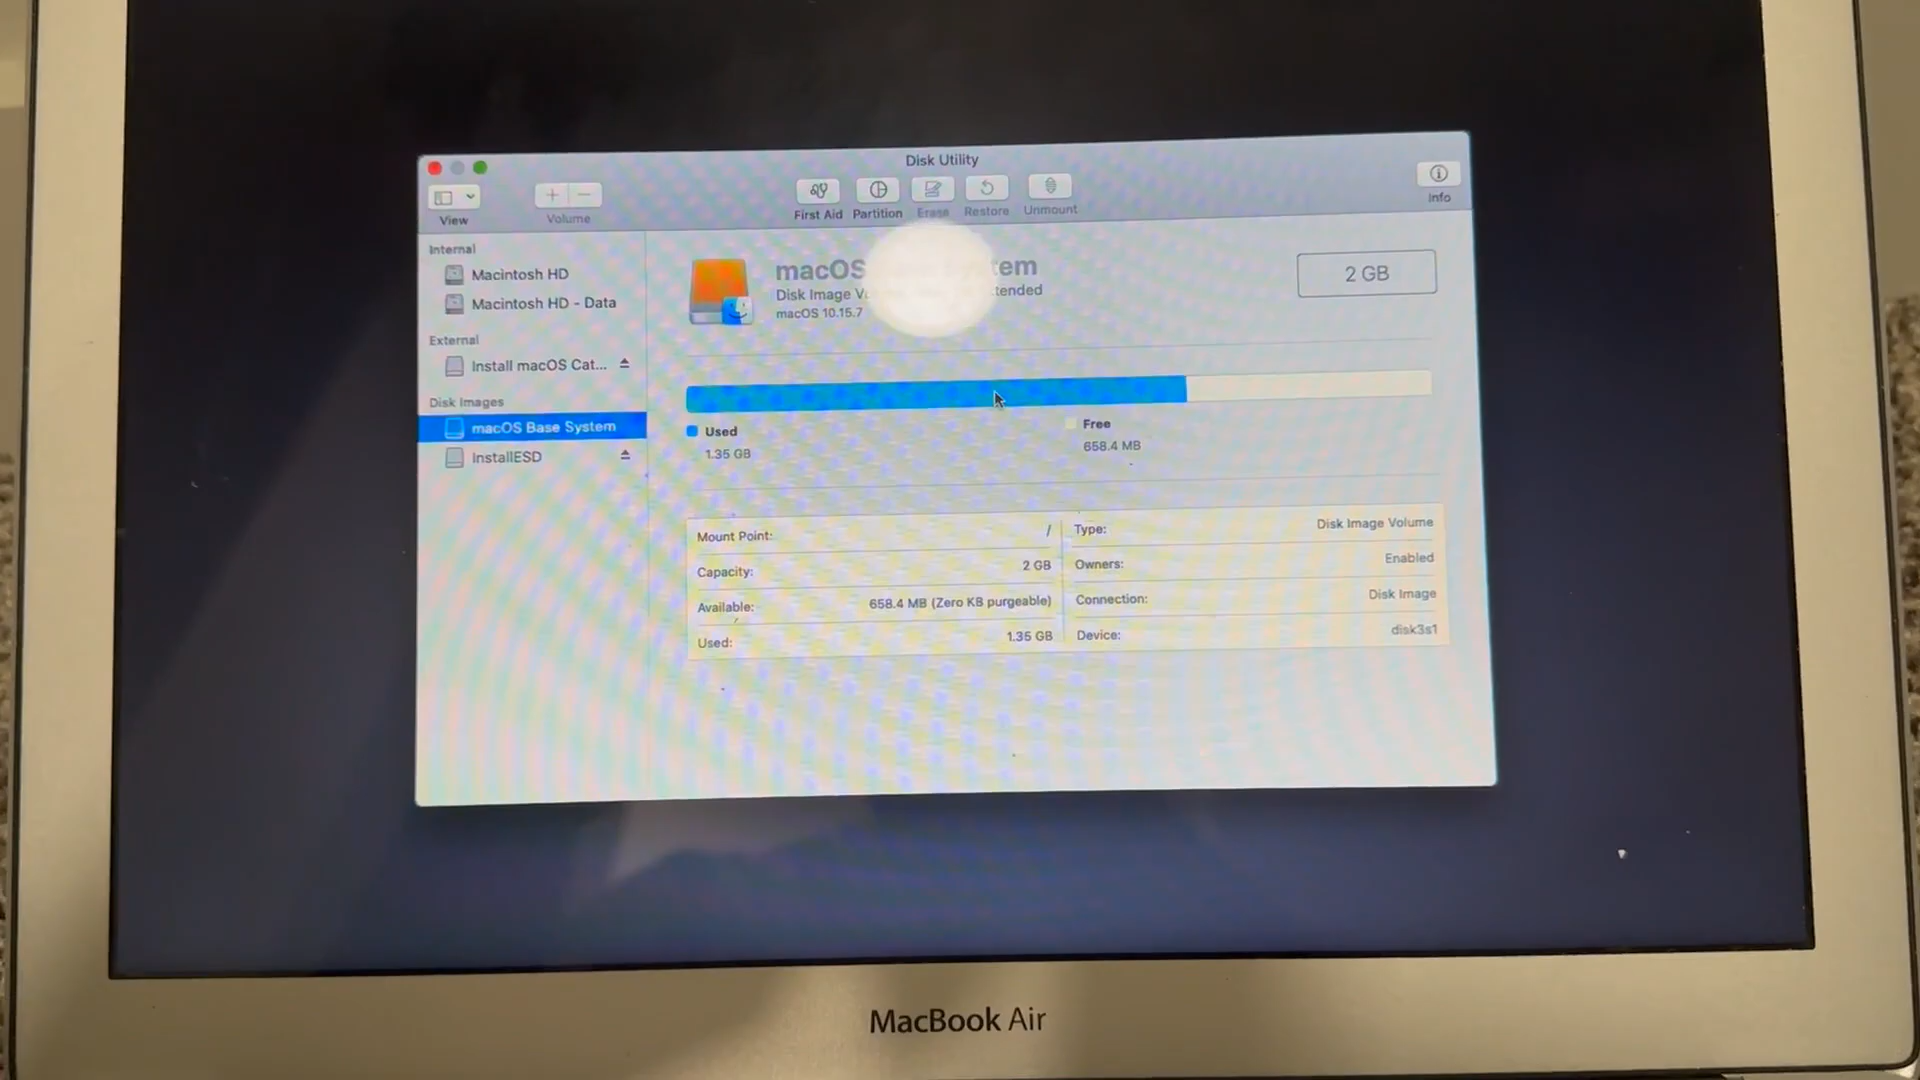 Disk Utility
View
Volume
First Aid
Partition
Erase
Restore
Unmount
Info
Internal
Macintosh HD
Macintosh HD - Data
External
Install macOS Cat...
Disk Images
macOS Base System
InstallESD
macOS
Disk Image
macOS 10.15.7
2 GB
Used
1.35 GB
Free
658.4 MB
Mount Point: /
Capacity: 2 GB
Available: 658.4 MB (Zero KB purgeable)
Used: 1.35 GB
Type: Disk Image Volume
Owners: Enabled
Connection: Disk Image
Device: disk3s1
MacBook Air